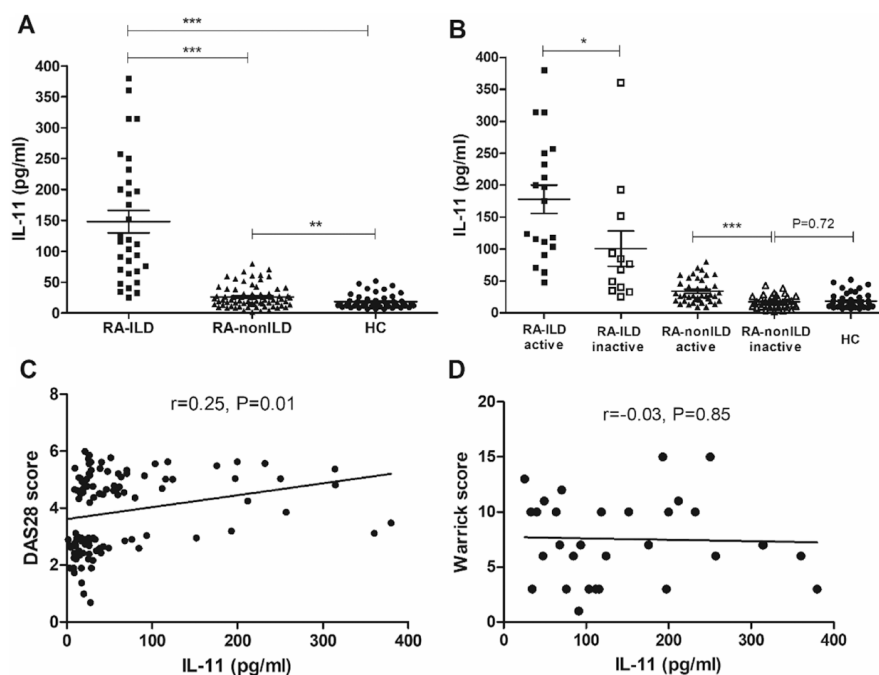 A
***
***
**
IL-11 (pg/ml)
400
350
300
250
200
150
100
50
0
RA-ILD RA-nonILD HC
B
*
***
P=0.72
IL-11 (pg/ml)
400
350
300
250
200
150
100
50
0
RA-ILD active
RA-ILD inactive
RA-nonILD active
RA-nonILD inactive
HC
C
r=0.25, P=0.01
DAS28 score
8
6
4
2
0
0 100 200 300 400
IL-11 (pg/ml)
D
r=-0.03, P=0.85
Warrick score
20
15
10
5
0
0 100 200 300 400
IL-11 (pg/ml)